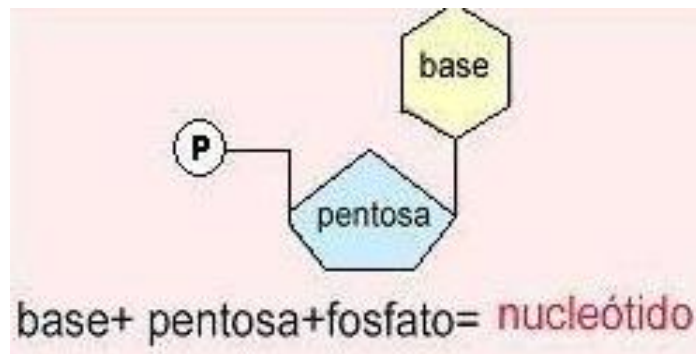 base
P
pentosa
base+ pentosa+fosfato= nucleótido